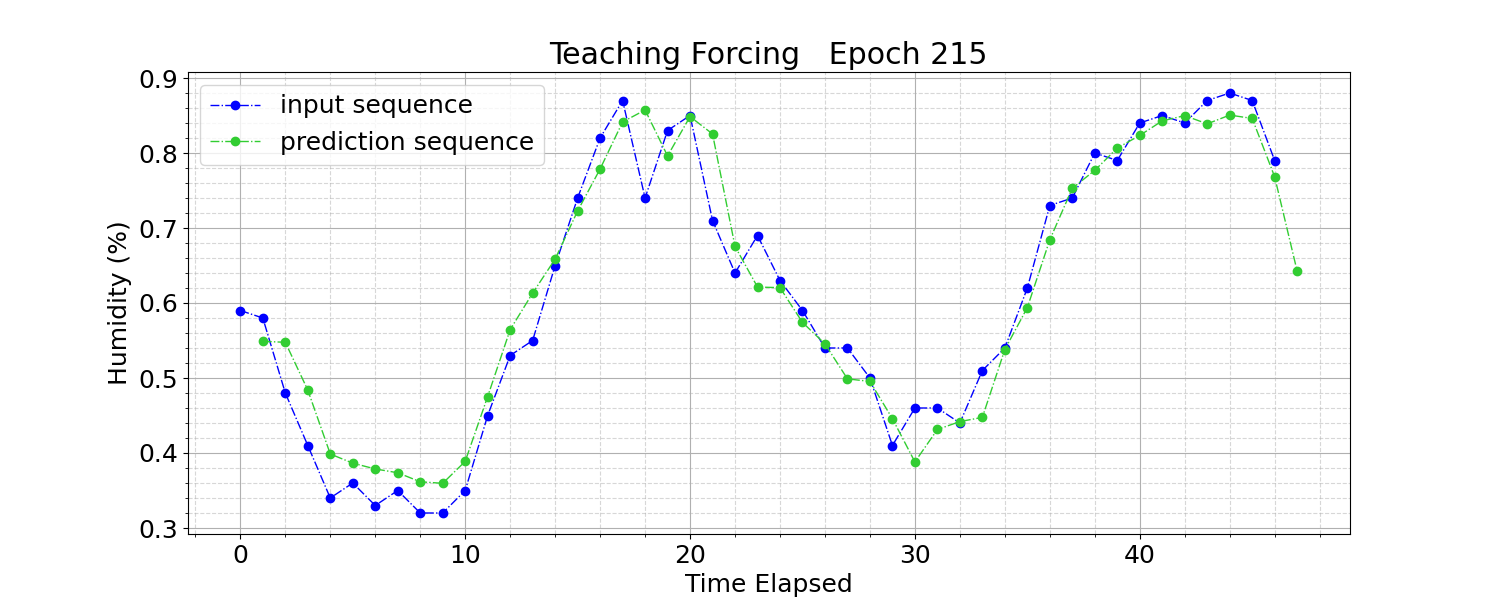 Teaching Forcing   Epoch 215
input sequence
prediction sequence
Humidity (%)
0.9
0.8
0.7
0.6
0.5
0.4
0.3
0 10 20 30 40
Time Elapsed